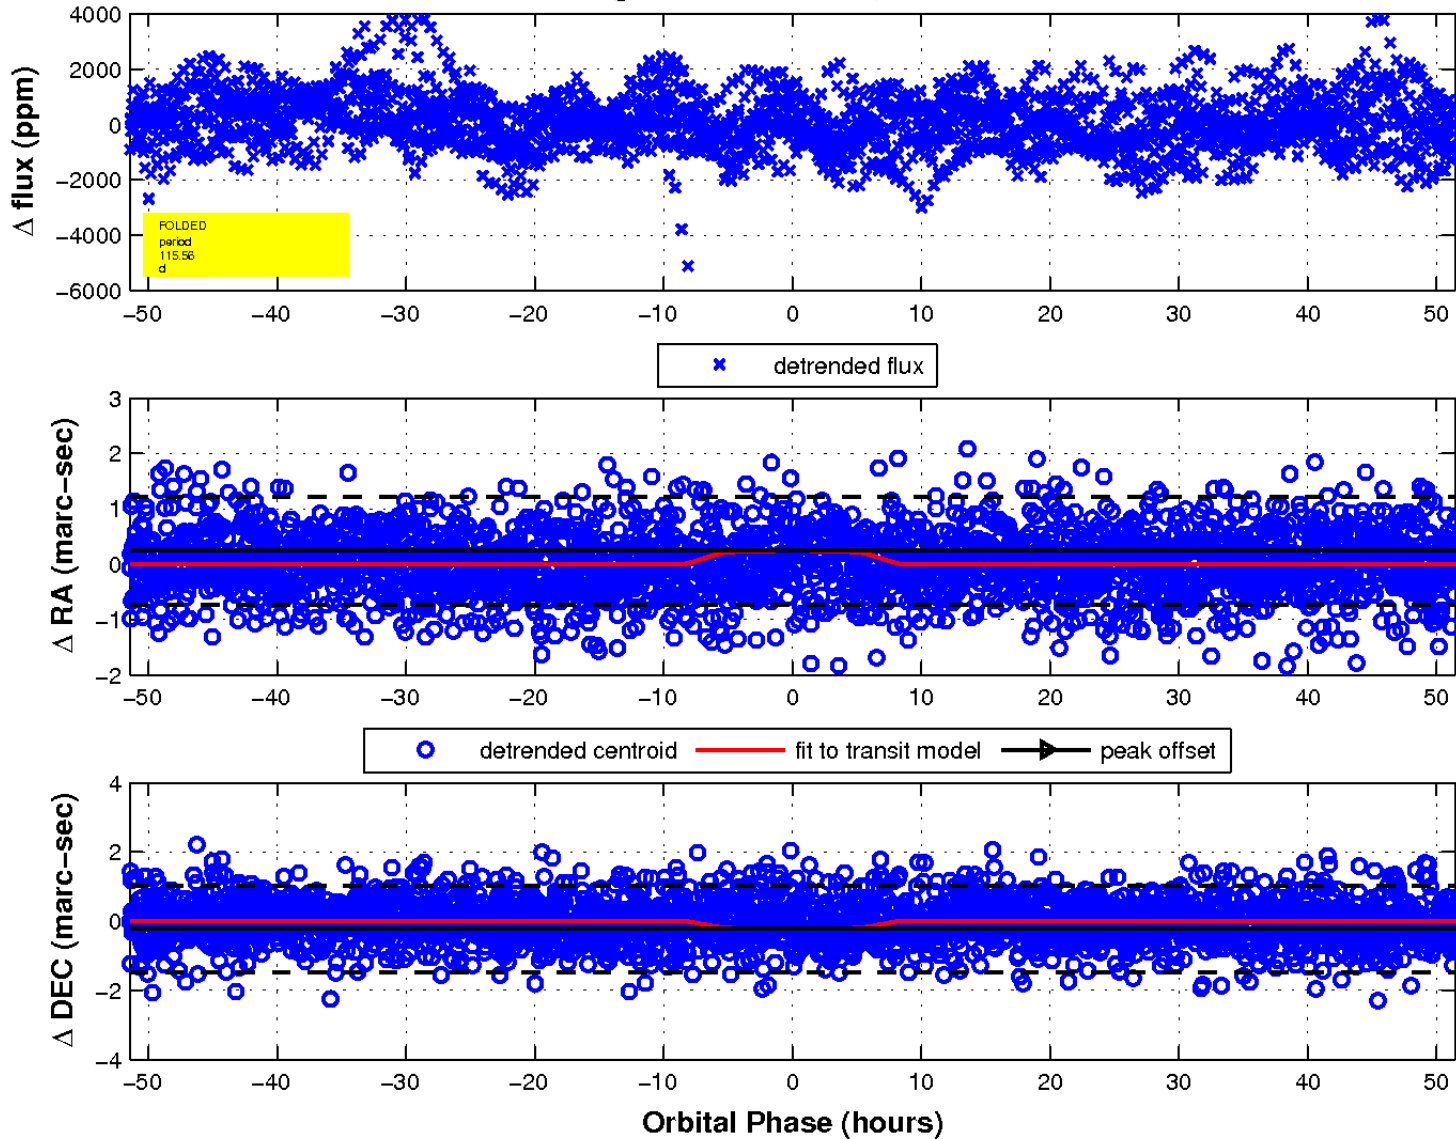 4000
2000
0
−2000
−4000
−6000
Δ flux (ppm)
FOLDED
period
115.56
d
−50 −40 −30 −20 −10 0 10 20 30 40 50
detrended flux
3
2
1
0
−1
−2
Δ RA (marc−sec)
−50 −40 −30 −20 −10 0 10 20 30 40 50
detrended centroid fit to transit model peak offset
4
2
0
−2
−4
Δ DEC (marc−sec)
−50 −40 −30 −20 −10 0 10 20 30 40 50
Orbital Phase (hours)